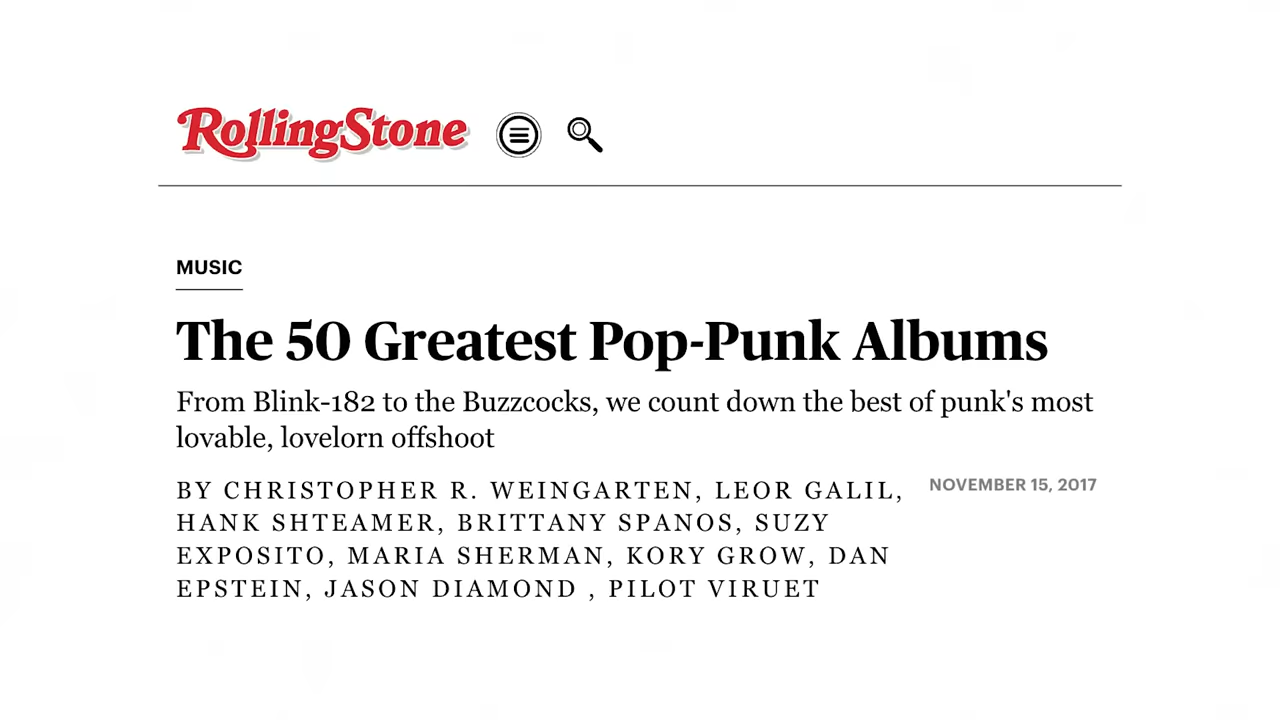 RollingStone
MUSIC
The 50 Greatest Pop-Punk Albums
From Blink-182 to the Buzzcocks, we count down the best of punk's most
lovable, lovelorn offshoot
BY CHRISTOPHER R. WEINGARTEN, LEOR GALIL,
HANK SHTEAMER, BRITTANY SPANOS, SUZY
EXPOSITO, MARIA SHERMAN, KORY GROW, DAN
EPSTEIN, JASON DIAMOND , PILOT VIRUET
NOVEMBER 15, 2017